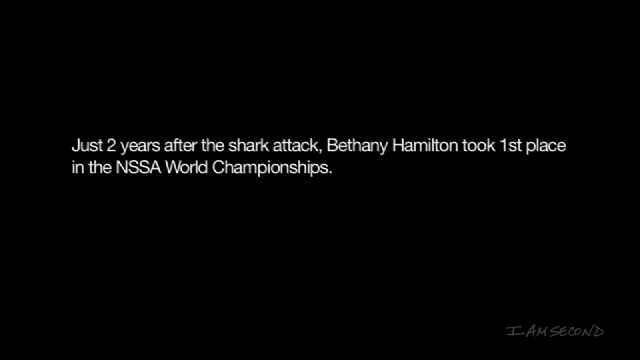 Just 2 years after the shark attack, Bethany Hamilton took 1st place
in the NSSA World Championships.
I AM SECOND